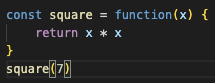 const square = function(x) {
    return x * x
}
square(7)